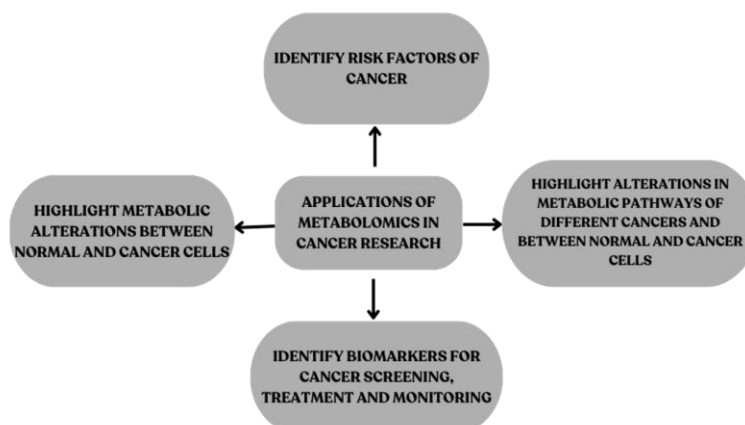 IDENTIFY RISK FACTORS OF
CANCER
HIGHLIGHT METABOLIC
ALTERATIONS BETWEEN
NORMAL AND CANCER CELLS
APPLICATIONS OF
METABOLOMICS IN
CANCER RESEARCH
HIGHLIGHT ALTERATIONS IN
METABOLIC PATHWAYS OF
DIFFERENT CANCERS AND
BETWEEN NORMAL AND CANCER
CELLS
IDENTIFY BIOMARKERS FOR
CANCER SCREENING,
TREATMENT AND MONITORING